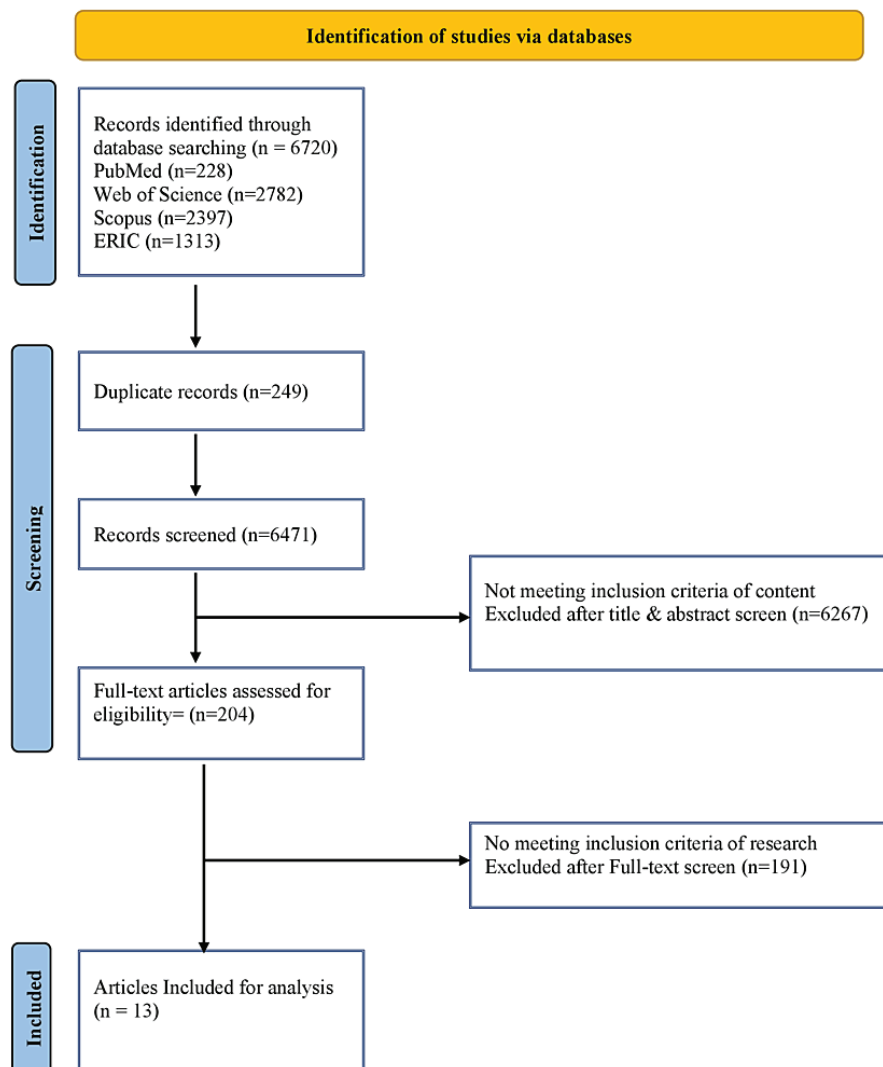 Identification of studies via databases
Identification
Records identified through
database searching (n = 6720)
PubMed (n=228)
Web of Science (n=2782)
Scopus (n=2397)
ERIC (n=1313)
Screening
Duplicate records (n=249)
Records screened (n=6471)
Not meeting inclusion criteria of content
Excluded after title & abstract screen (n=6267)
Full-text articles assessed for
eligibility= (n=204)
No meeting inclusion criteria of research
Excluded after Full-text screen (n=191)
Included
Articles Included for analysis
(n = 13)